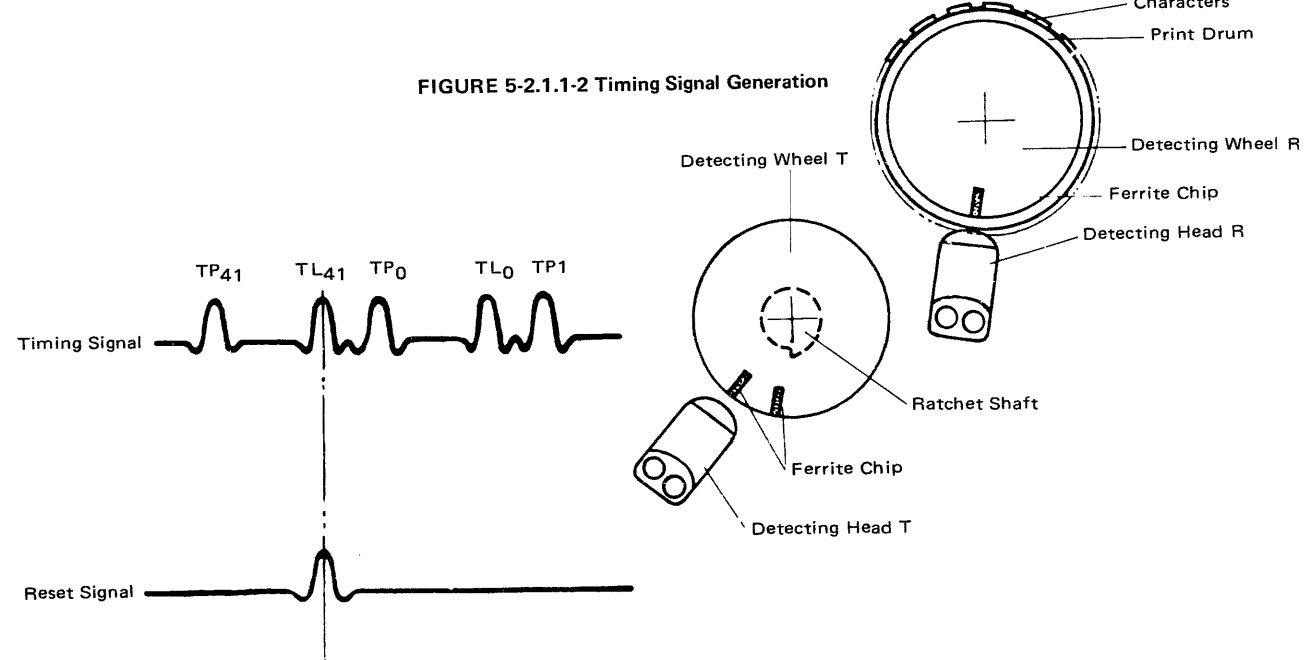 Characters
Print Drum
FIGURE 5-2.1.1-2 Timing Signal Generation
Detecting Wheel R
Detecting Wheel T
Ferrite Chip
Detecting Head R
TP41 TL41 TP0 TL0 TP1
Timing Signal
Ratchet Shaft
Ferrite Chip
Detecting Head T
Reset Signal